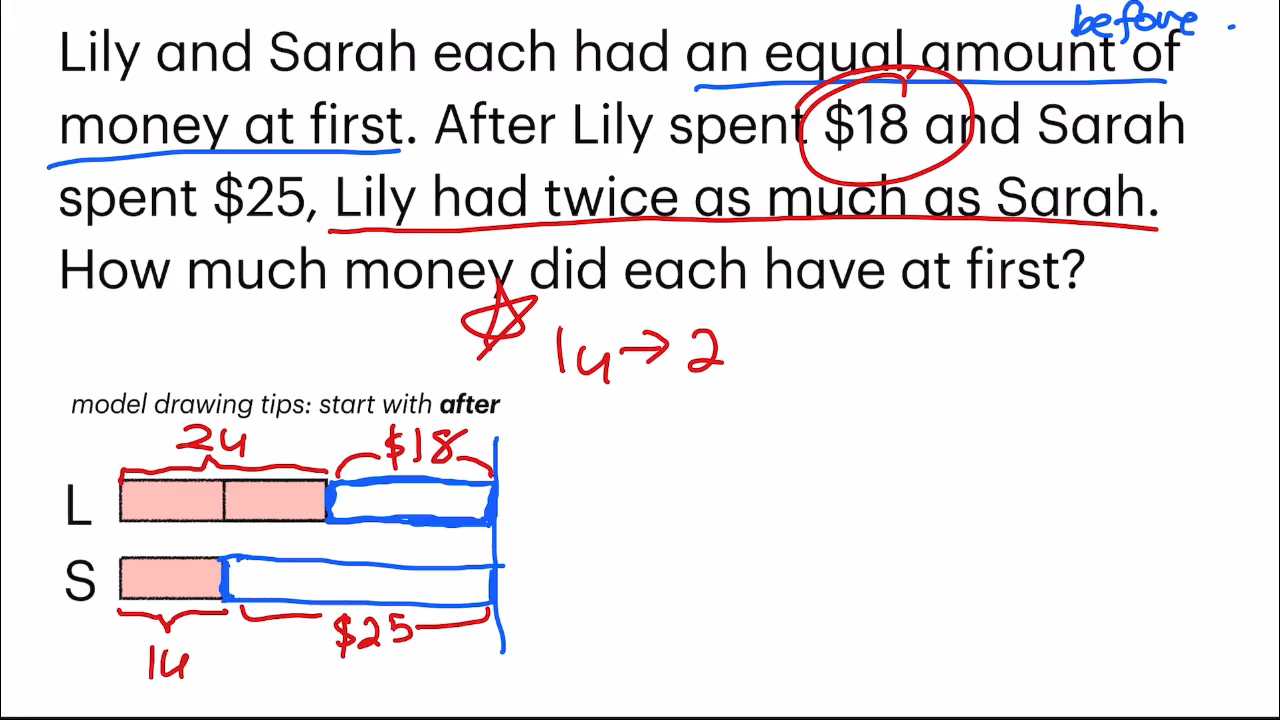 before.
Lily and Sarah each had an equal amount of
money at first. After Lily spent $18 and Sarah
spent $25, Lily had twice as much as Sarah.
How much money did each have at first?
1u→2
model drawing tips: start with after
2u $18
L
S
1u $25